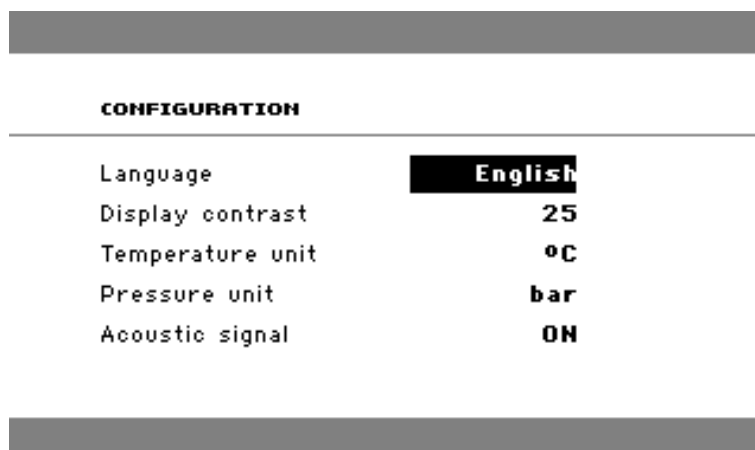 CONFIGURATION
Language English
Display contrast 25
Temperature unit ºC
Pressure unit bar
Acoustic signal ON